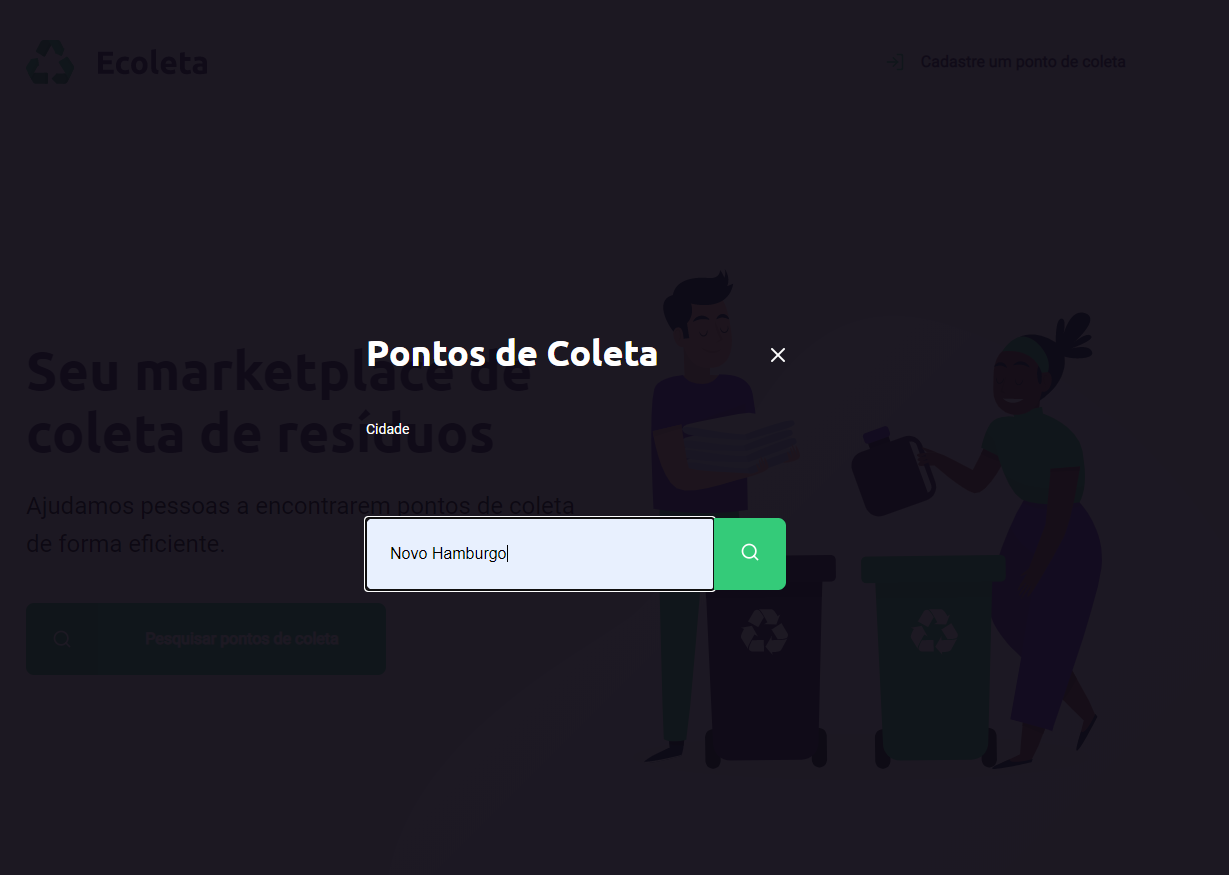 Ecoleta
Cadastre um ponto de coleta
Pontos de Coleta
Seu marketplace de
coleta de resíduos
Cidade
Ajudamos pessoas a encontrarem pontos de coleta
de forma eficiente.
Novo Hamburgo
Pesquisar pontos de coleta